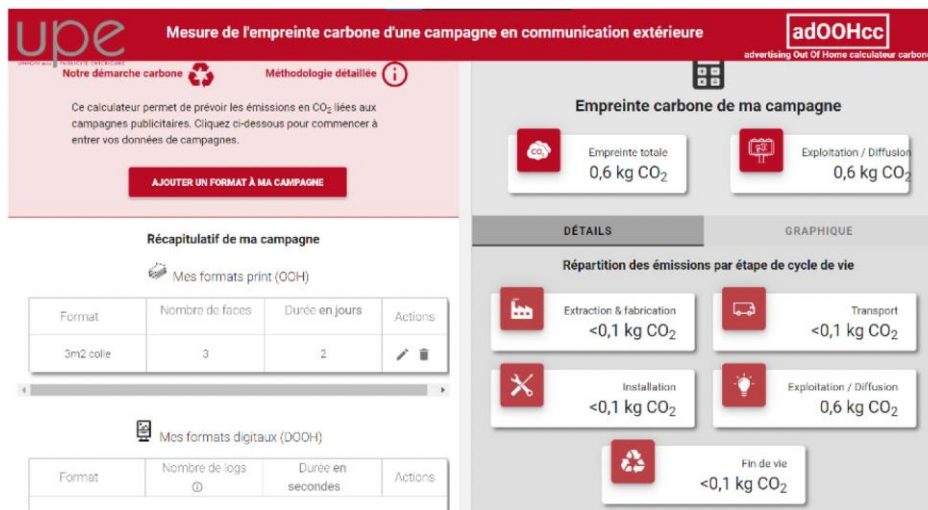 upe
UNION DE LA PUBLICITÉ EXTÉRIEURE
Mesure de l'empreinte carbone d'une campagne en communication extérieure
adOOHcc
advertising Out Of Home calculateur carbone
Notre démarche carbone
Méthodologie détaillée
Ce calculateur permet de prévoir les émissions en CO₂ liées aux
campagnes publicitaires. Cliquez ci-dessous pour commencer à
entrer vos données de campagnes.
AJOUTER UN FORMAT À MA CAMPAGNE
Récapitulatif de ma campagne
Mes formats print (OOH)
Format Nombre de faces Durée en jours Actions
3m2 colle 3 2
Mes formats digitaux (DOOH)
Format Nombre de logs Durée en
secondes Actions
Empreinte carbone de ma campagne
CO₂
Empreinte totale
0,6 kg CO₂
Exploitation / Diffusion
0,6 kg CO₂
DÉTAILS
GRAPHIQUE
Répartition des émissions par étape de cycle de vie
Extraction & fabrication
<0,1 kg CO₂
Transport
<0,1 kg CO₂
Installation
<0,1 kg CO₂
Exploitation / Diffusion
0,6 kg CO₂
Fin de vie
<0,1 kg CO₂